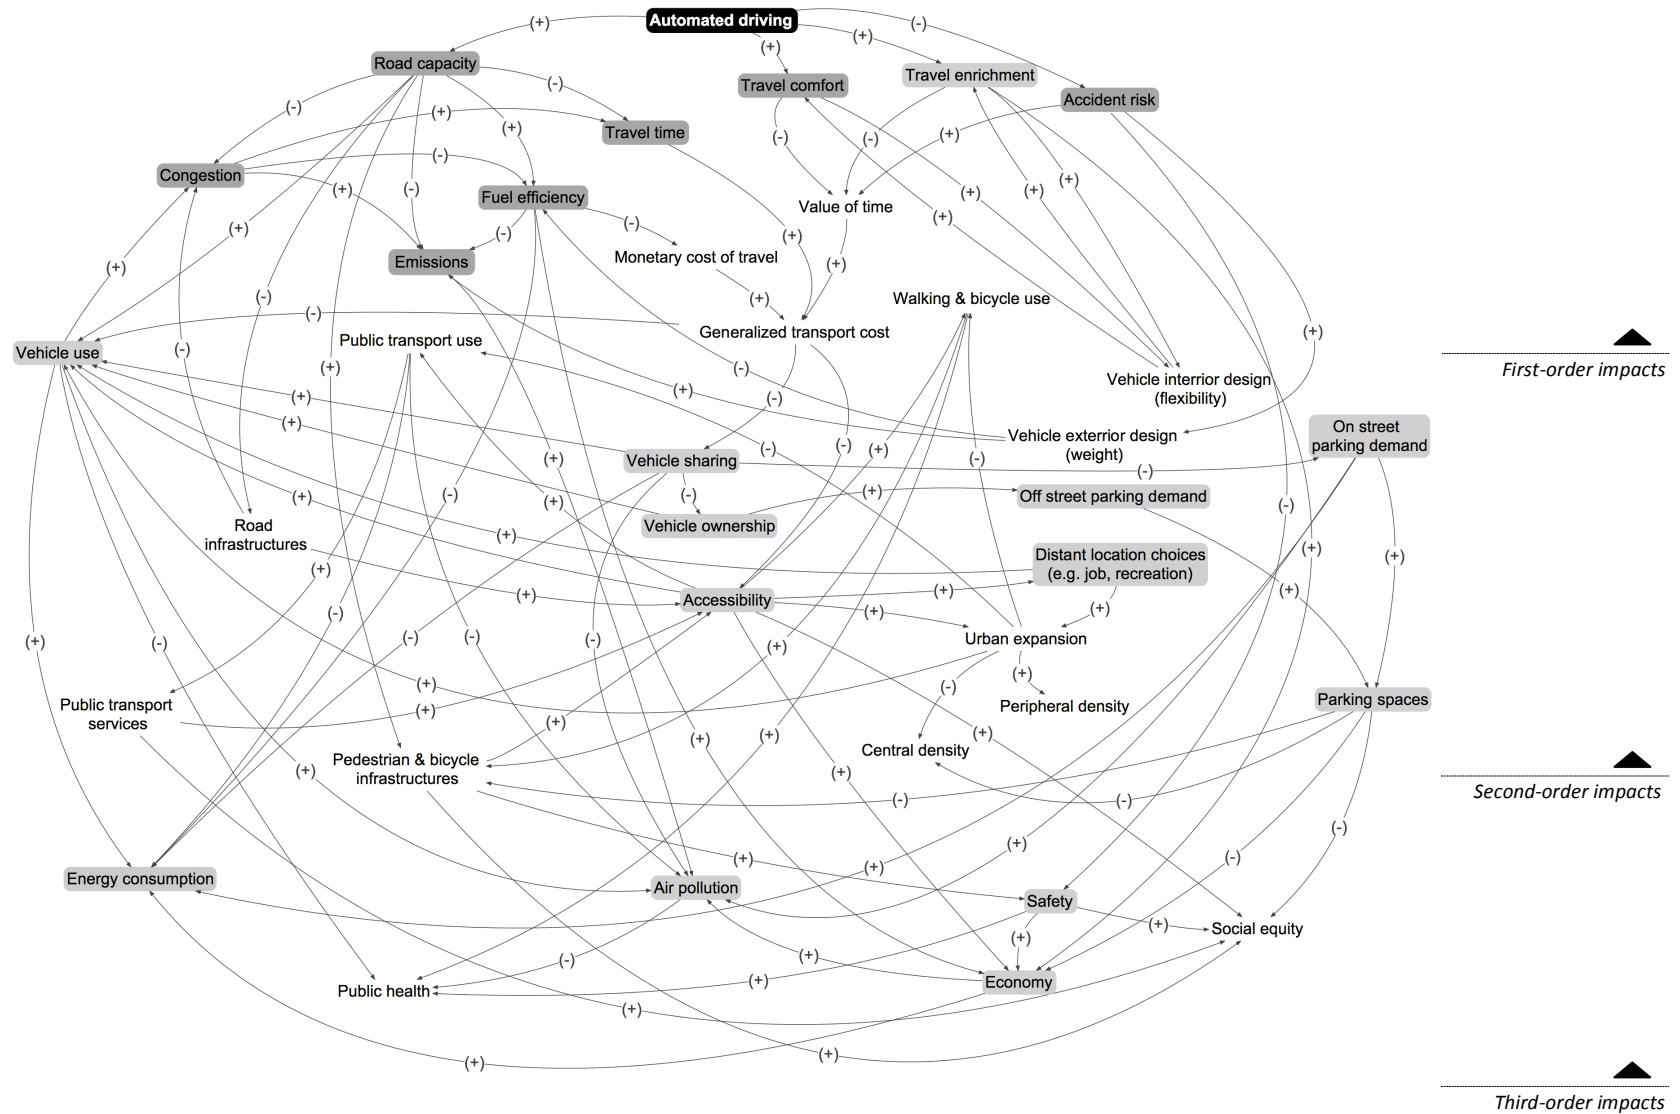 Automated driving
(+)
(-)
(+)
(+)
Road capacity
Travel enrichment
Travel comfort
(-)
Accident risk
(-)
(+)
(+)
Travel time
(-)
(-)
(+)
(-)
Congestion
(+)
(-)
Fuel efficiency
(+)
(+)
(+)
Value of time
(+)
(+)
(-)
(-)
(+)
Emissions
Monetary cost of travel
(+)
(+)
(-)
(+)
Walking & bicycle use
(-)
Generalized transport cost
(+)
Public transport use
Vehicle use
(-)
(+)
(-)
Vehicle interrior design
(flexibility)
(+)
(+)
(-)
(+)
On street
parking demand
Vehicle exterrior design
(weight)
(-)
(+)
(-)
(+)
Vehicle sharing
(-)
(-)
(+)
(-)
(-)
(+)
Off street parking demand
(+)
(+)
(-)
Road
infrastructures
Vehicle ownership
(+)
(+)
(+)
Distant location choices
(e.g. job, recreation)
(+)
(+)
(+)
Accessibility
(+)
(+)
(+)
(-)
(+)
(-)
(-)
(-)
(-)
Urban expansion
(+)
(+)
(-)
(+)
Parking spaces
Public transport
services
(+)
Peripheral density
(+)
(+)
(+)
(+)
Central density
Pedestrian & bicycle
infrastructures
(+)
(+)
(-)
(-)
(-)
(+)
(+)
(-)
(+)
Energy consumption
Air pollution
Safety
(+)
(+)
Social equity
(+)
(-)
(+)
Economy
Public health
(+)
(+)
(+)
First-order impacts
Second-order impacts
Third-order impacts